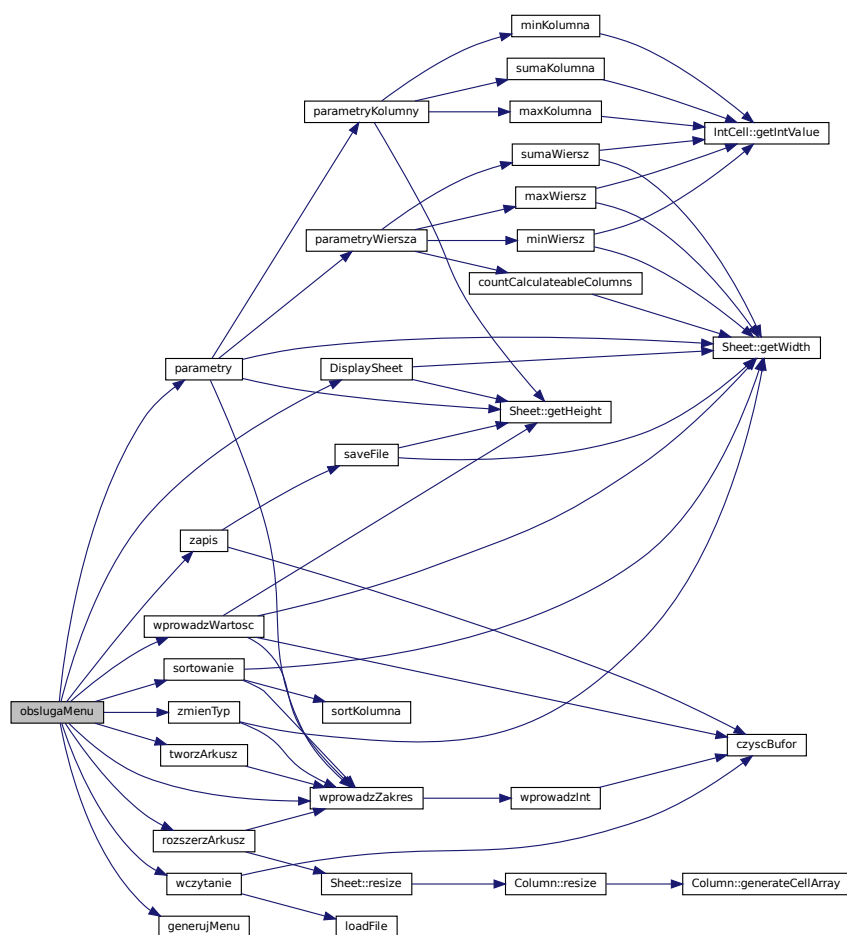 minKolumna
sumaKolumna
parametryKolumny
maxKolumna
IntCell::getIntValue
sumaWiersz
maxWiersz
parametryWiersza
minWiersz
countCalculateableColumns
Sheet::getWidth
parametry
DisplaySheet
Sheet::getHeight
saveFile
zapis
wprowadzWartosc
sortowanie
obslugaMenu
zmienTyp
sortKolumna
tworzArkusz
czyscBufor
wprowadzZakres
wprowadzInt
rozszerzArkusz
wczytanie
Sheet::resize
Column::resize
Column::generateCellArray
generujMenu
loadFile